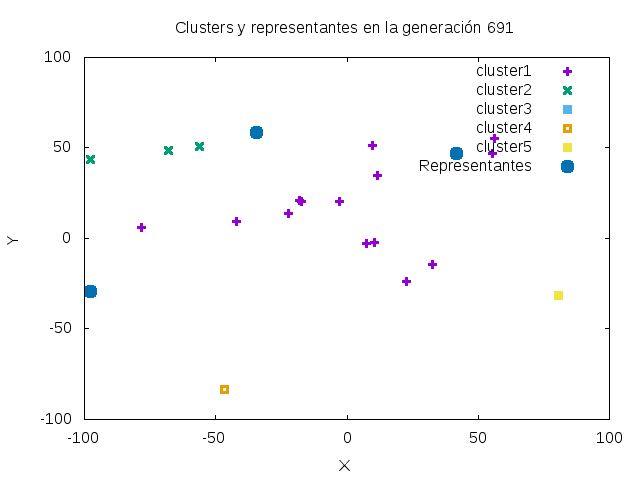 Clusters y representantes en la generación 691
cluster1
cluster2
cluster3
cluster4
cluster5
Representantes
100
50
0
-50
-100
Y
-100
-50
0
50
100
X